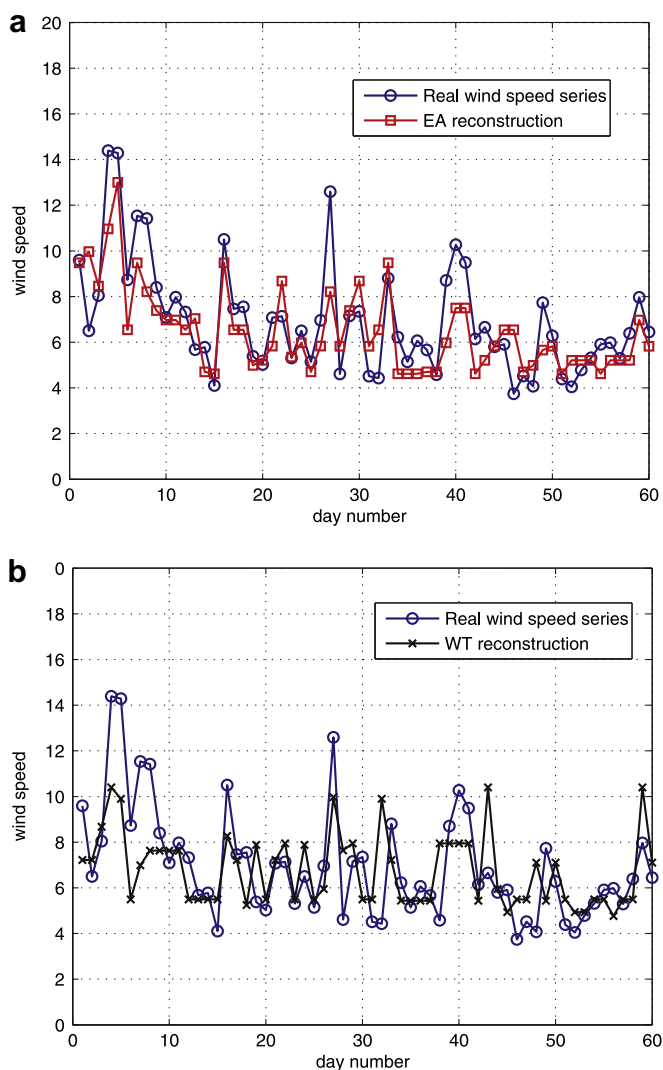 a
20
18
16
14
12
10
8
6
4
2
0
wind speed
Real wind speed series
EA reconstruction
0 10 20 30 40 50 60
day number
b
0
18
16
14
12
10
8
6
4
2
0
wind speed
Real wind speed series
WT reconstruction
0 10 20 30 40 50 60
day number